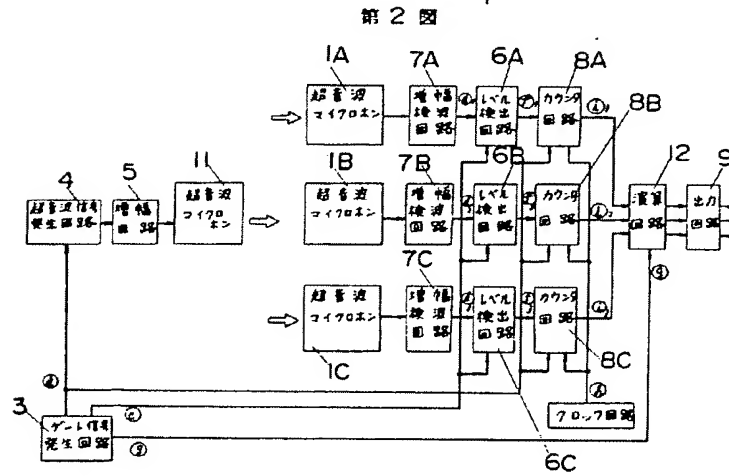 第2図
1A
7A
6A
8A
超音波
マイクロホン
増幅
検波
回路
レベル
検出
回路
カウンタ
回路
8B
4
5
11
1B
7B
6B
12
9
超音波信号
発生回路
増幅
回路
超音波
マイクロ
ホン
超音波
マイクロホン
増幅
検波
回路
レベル
検出
回路
カウンタ
回路
演算
回路
出力
回路
7C
超音波
マイクロホン
増幅
検波
回路
レベル
検出
回路
カウンタ
回路
1C
8C
3
ゲート信号
発生回路
クロック回路
6C